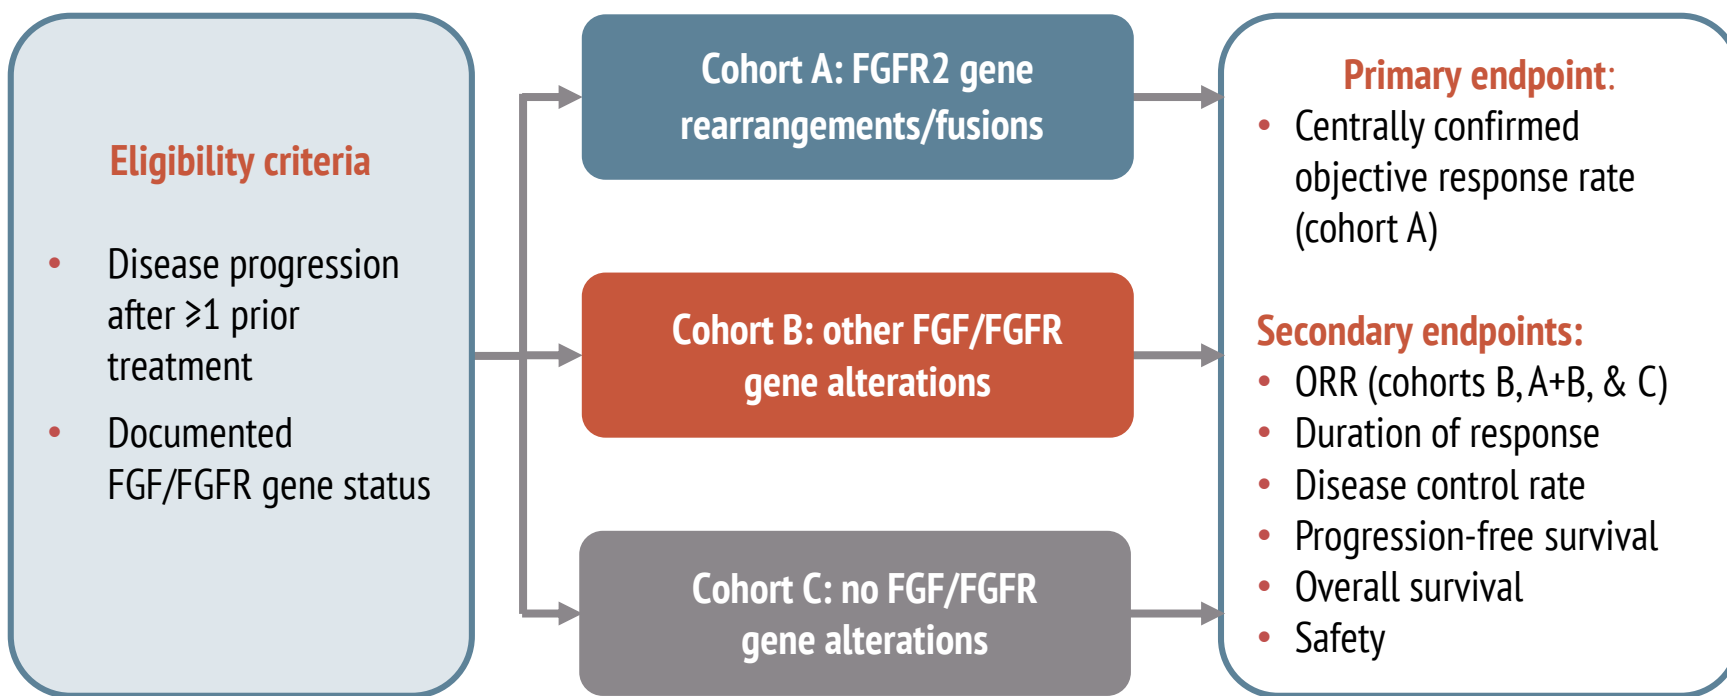 Eligibility criteria
• Disease progression
after ≥1 prior
treatment
• Documented
FGF/FGFR gene status
Cohort A: FGFR2 gene
rearrangements/fusions
Cohort B: other FGF/FGFR
gene alterations
Cohort C: no FGF/FGFR
gene alterations
Primary endpoint:
• Centrally confirmed
objective response rate
(cohort A)
Secondary endpoints:
• ORR (cohorts B, A+B, & C)
• Duration of response
• Disease control rate
• Progression-free survival
• Overall survival
• Safety